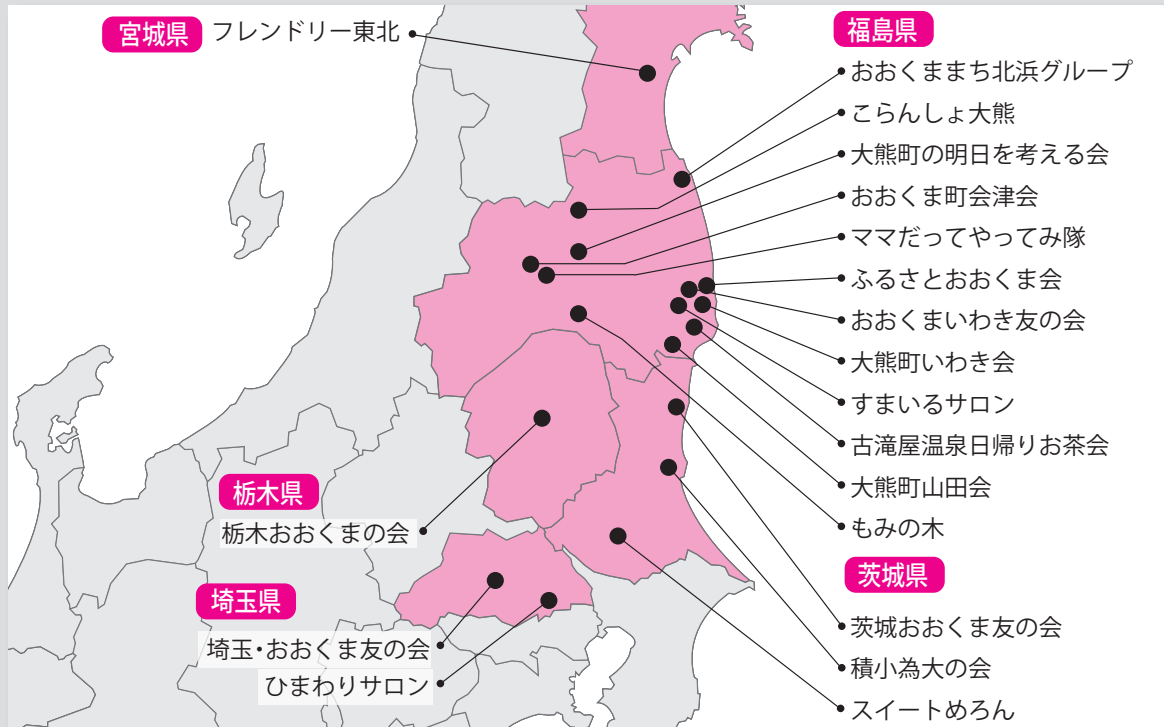 宮城県
フレンドリー東北
福島県
おおくままち北浜グループ
こらんしょ大熊
大熊町の明日を考える会
おおくま町会津会
ママだってやってみ隊
ふるさとおおくま会
おおくまいわき友の会
大熊町いわき会
すまいるサロン
古滝屋温泉日帰りお茶会
大熊町山田会
もみの木
栃木県
栃木おおくまの会
埼玉県
埼玉・おおくま友の会
ひまわりサロン
茨城県
茨城おおくま友の会
積小為大の会
スイートめろん